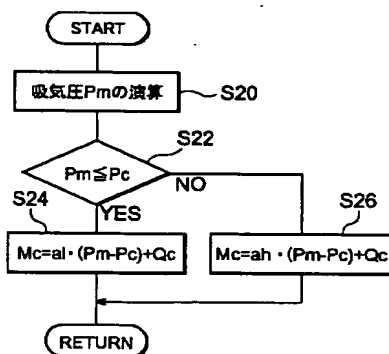 START
吸気圧Pmの演算
S20
S22
Pm≦Pc
NO
S24
YES
S26
Mc=al・(Pm-Pc)+Qc
Mc=ah・(Pm-Pc)+Qc
RETURN